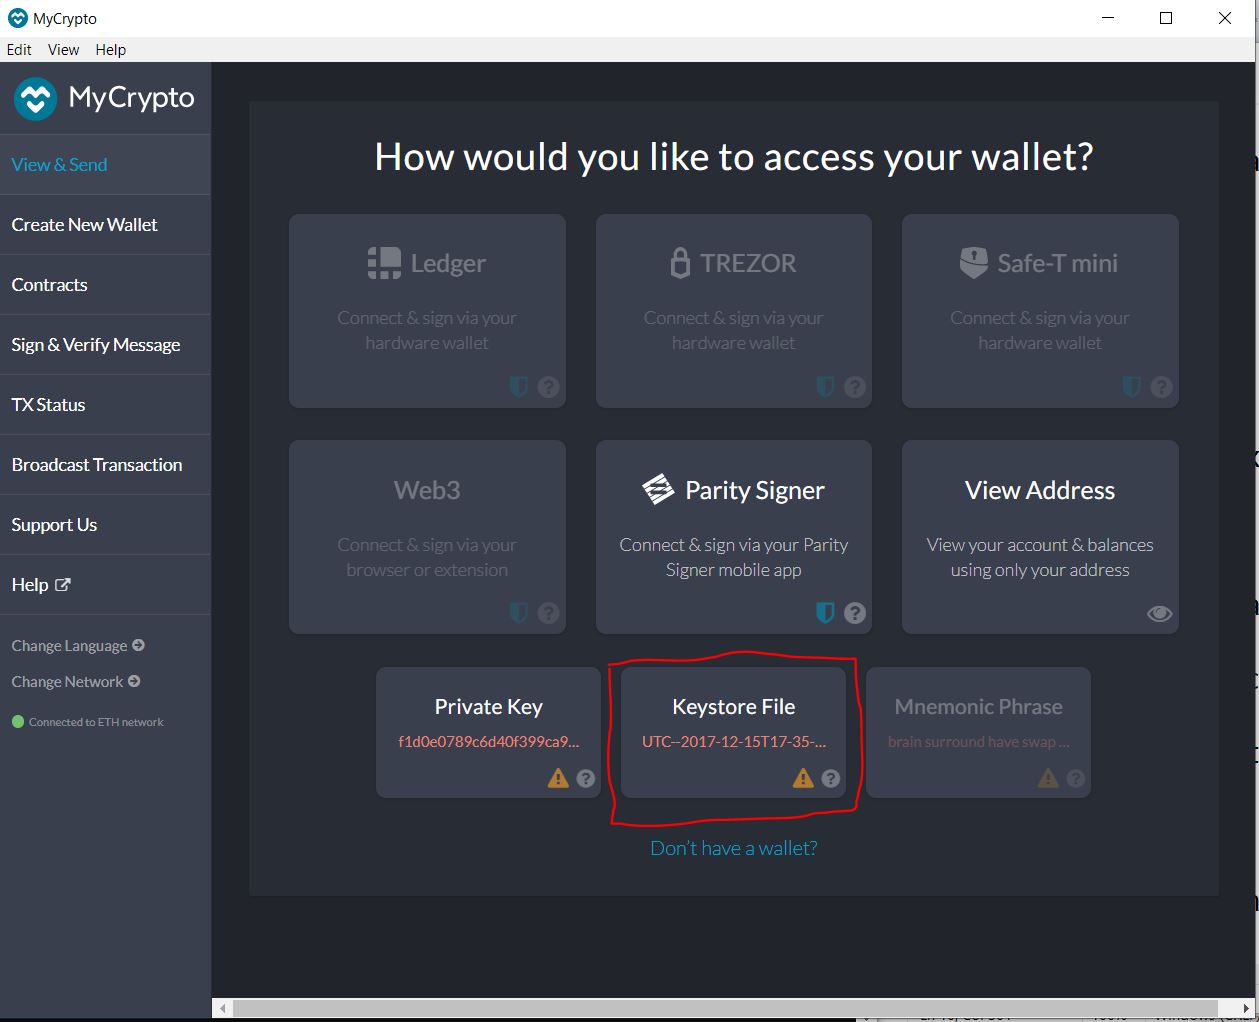 MyCrypto
Edit View Help
MyCrypto
View & Send
Create New Wallet
Contracts
Sign & Verify Message
TX Status
Broadcast Transaction
Support Us
Help
Change Language
Change Network
Connected to ETH network
How would you like to access your wallet?
Ledger
Connect & sign via your
hardware wallet
?
TREZOR
Connect & sign via your
hardware wallet
?
Safe-T mini
Connect & sign via your
hardware wallet
?
Web3
Connect & sign via your
browser or extension
?
Parity Signer
Connect & sign via your Parity
Signer mobile app
?
View Address
View your account & balances
using only your address
Private Key
f1d0e0789c6d40f399ca9...
?
Keystore File
UTC--2017-12-15T17-35-...
?
Mnemonic Phrase
brain surround have swap ...
?
Don't have a wallet?